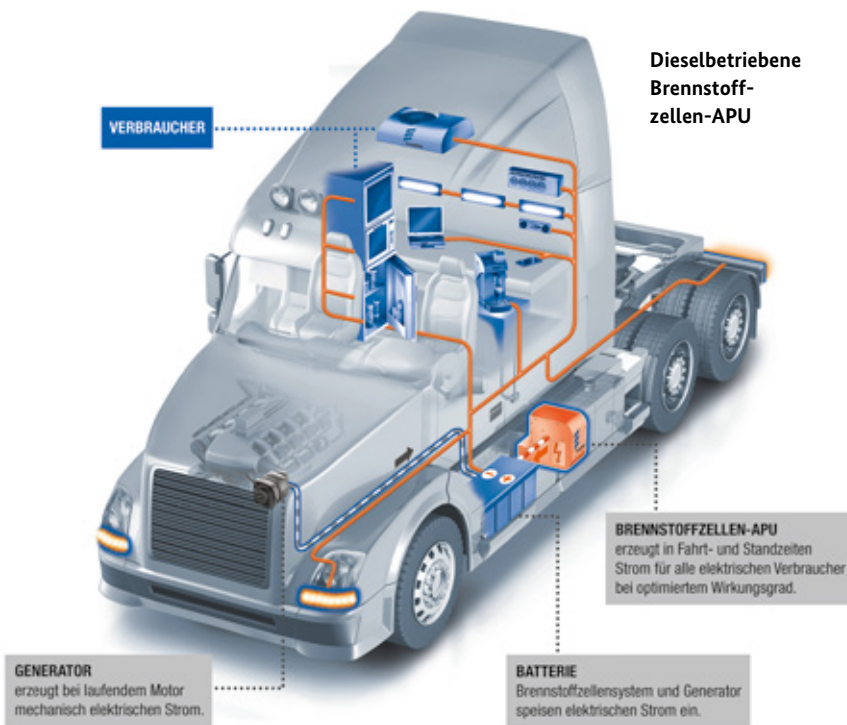 Dieselbetriebene
Brennstoff-
zellen-APU
VERBRAUCHER
BRENNSTOFFZELLEN-APU
erzeugt in Fahrt- und Standzeiten
Strom für alle elektrischen Verbraucher
bei optimiertem Wirkungsgrad.
GENERATOR
erzeugt bei laufendem Motor
mechanisch elektrischen Strom.
BATTERIE
Brennstoffzellensystem und Generator
speisen elektrischen Strom ein.